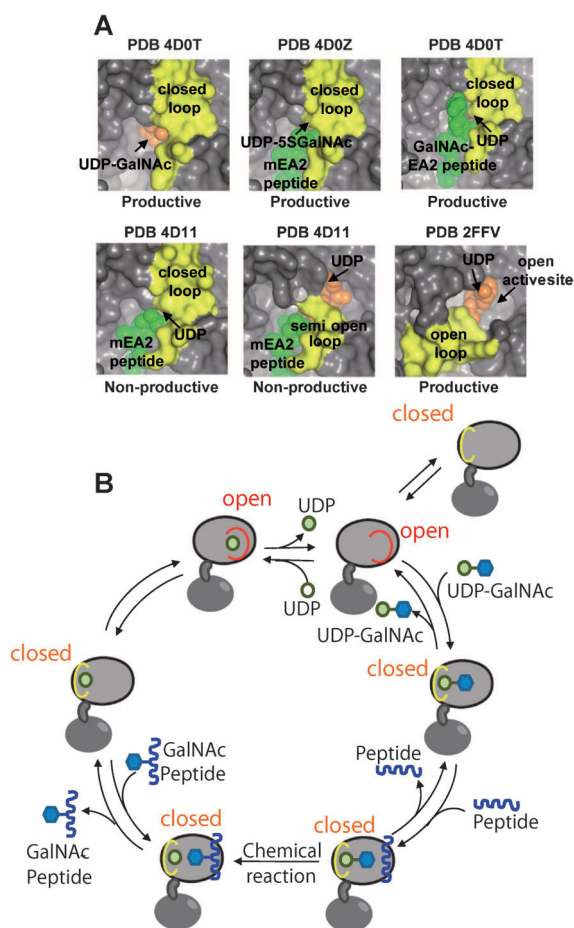 A
PDB 4D0T
PDB 4D0Z
PDB 4D0T
closed
loop
UDP-GalNAc
closed
loop
UDP-5SGalNAc
mEA2
peptide
closed
loop
UDP
GalNAc-
EA2 peptide
Productive
Productive
Productive
PDB 4D11
PDB 4D11
PDB 2FFV
closed
loop
UDP
mEA2
peptide
UDP
semi open
loop
mEA2
peptide
UDP
open
activesite
open
loop
Non-productive
Non-productive
Productive
B
closed
open
UDP
open
UDP
UDP-GalNAc
UDP-GalNAc
closed
closed
GalNAc
Peptide
Peptide
Peptide
GalNAc
Peptide
closed
Chemical
reaction
closed